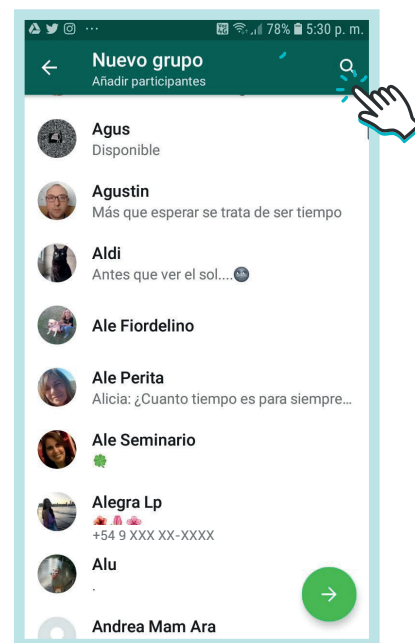 78% 5:30 p. m.
Nuevo grupo
Añadir participantes
Agus
Disponible
Agustin
Más que esperar se trata de ser tiempo
Aldi
Antes que ver el sol....🌚
Ale Fiordelino
Ale Perita
Alicia: ¿Cuanto tiempo es para siempre...
Ale Seminario
🍀
Alegra Lp
+54 9 XXX XX-XXXX
Alu
.
Andrea Mam Ara